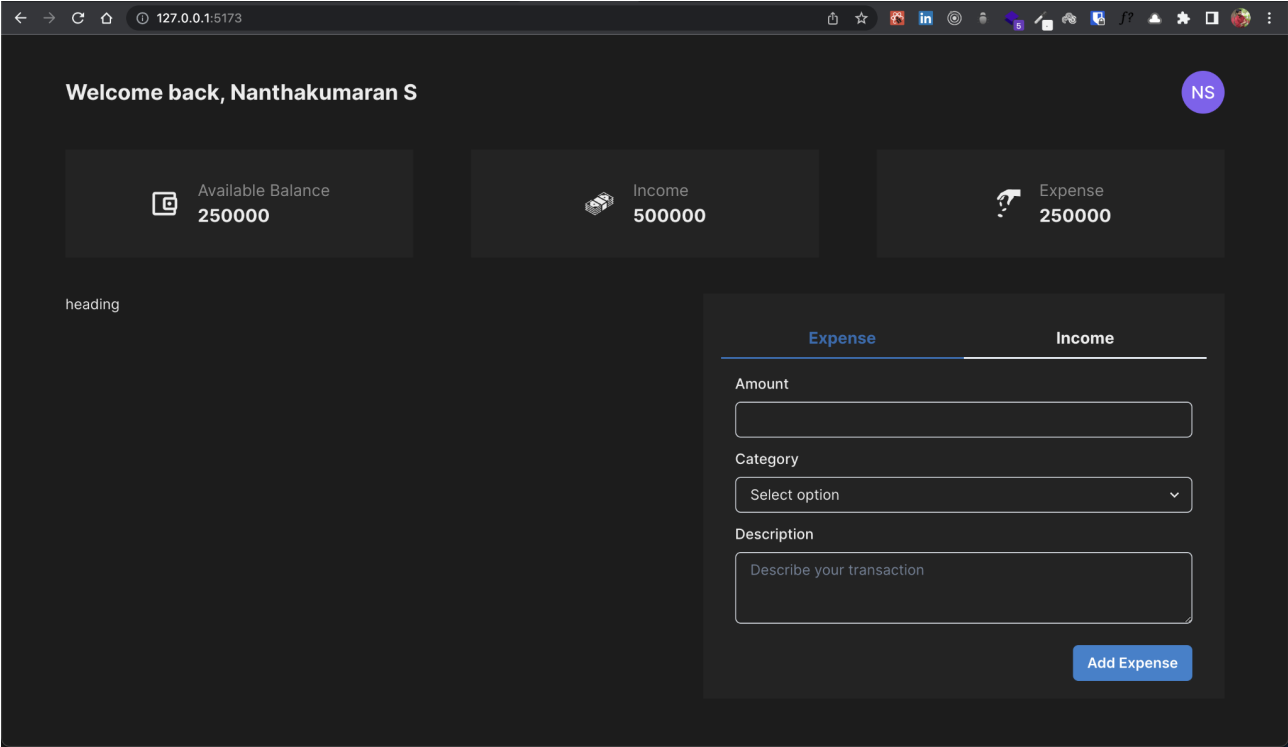 127.0.0.1:5173
5
f?
Welcome back, Nanthakumaran S
NS
Available Balance
250000
Income
500000
Expense
250000
heading
Expense
Income
Amount
Category
Select option
Description
Describe your transaction
Add Expense